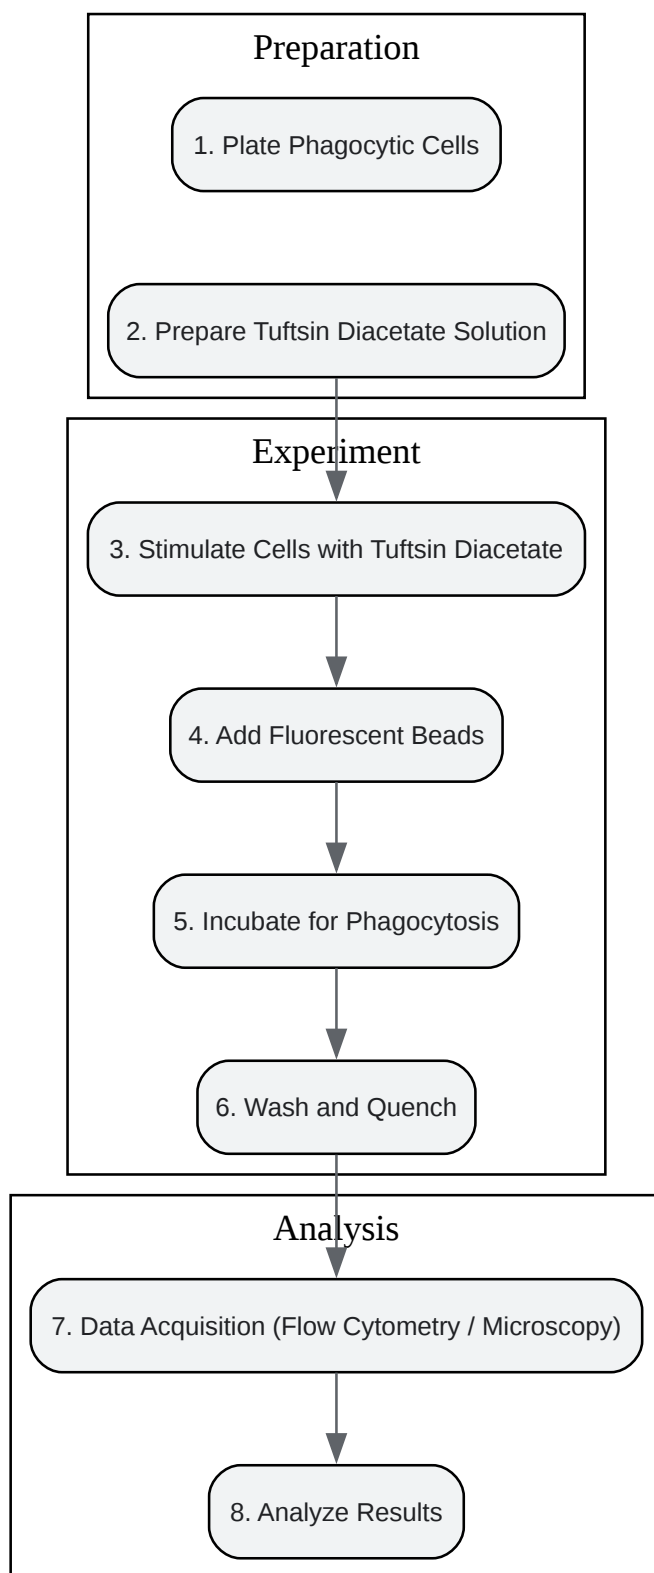 Preparation
1. Plate Phagocytic Cells
2. Prepare Tuftsin Diacetate Solution
Experiment
3. Stimulate Cells with Tuftsin Diacetate
4. Add Fluorescent Beads
5. Incubate for Phagocytosis
6. Wash and Quench
Analysis
7. Data Acquisition (Flow Cytometry / Microscopy)
8. Analyze Results